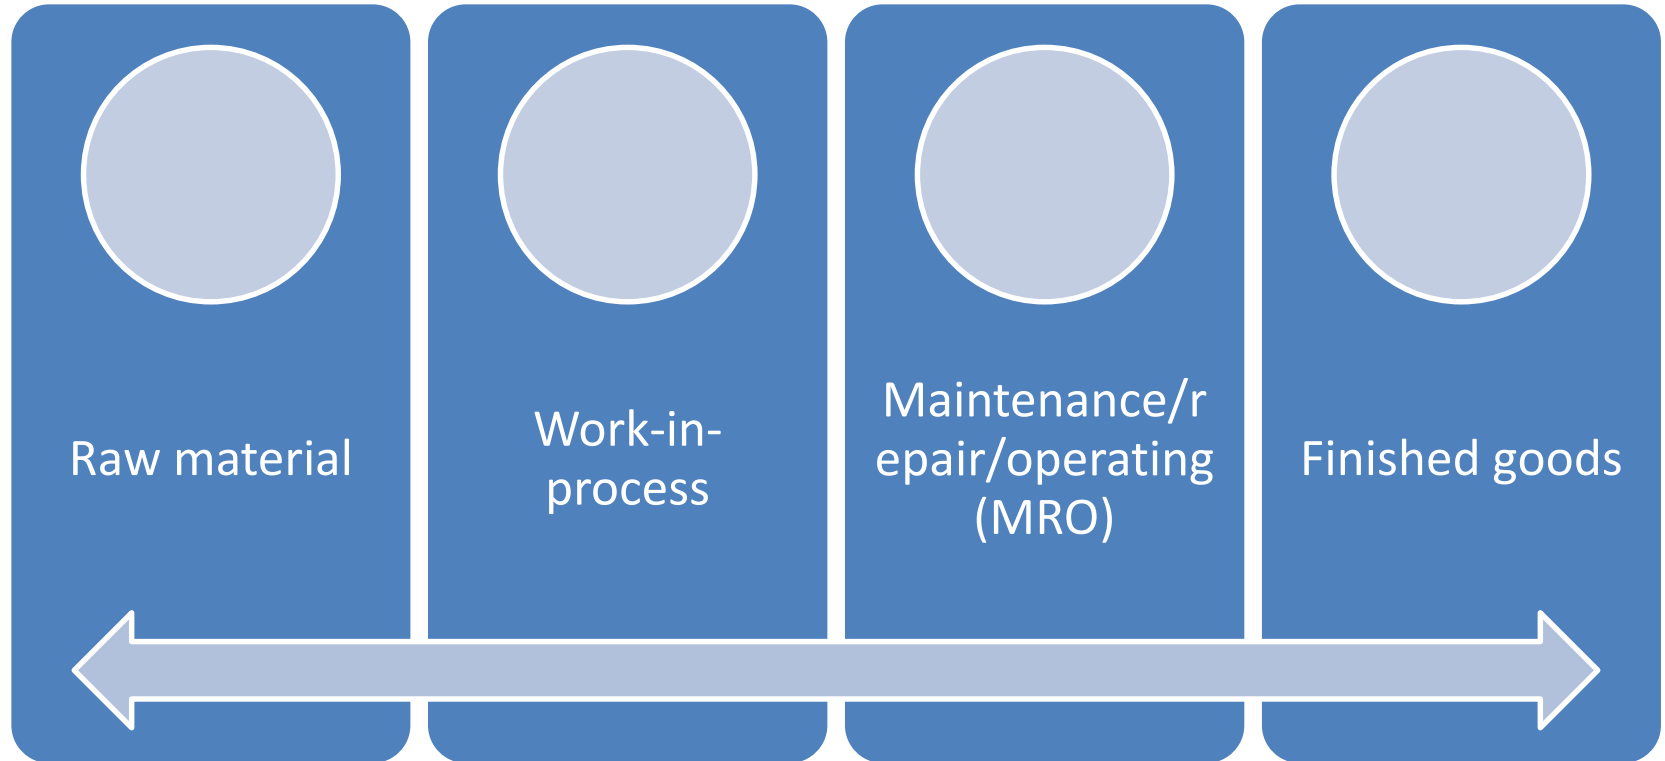 Raw material
Work-in-
process
Maintenance/r
epair/operating
(MRO)
Finished goods